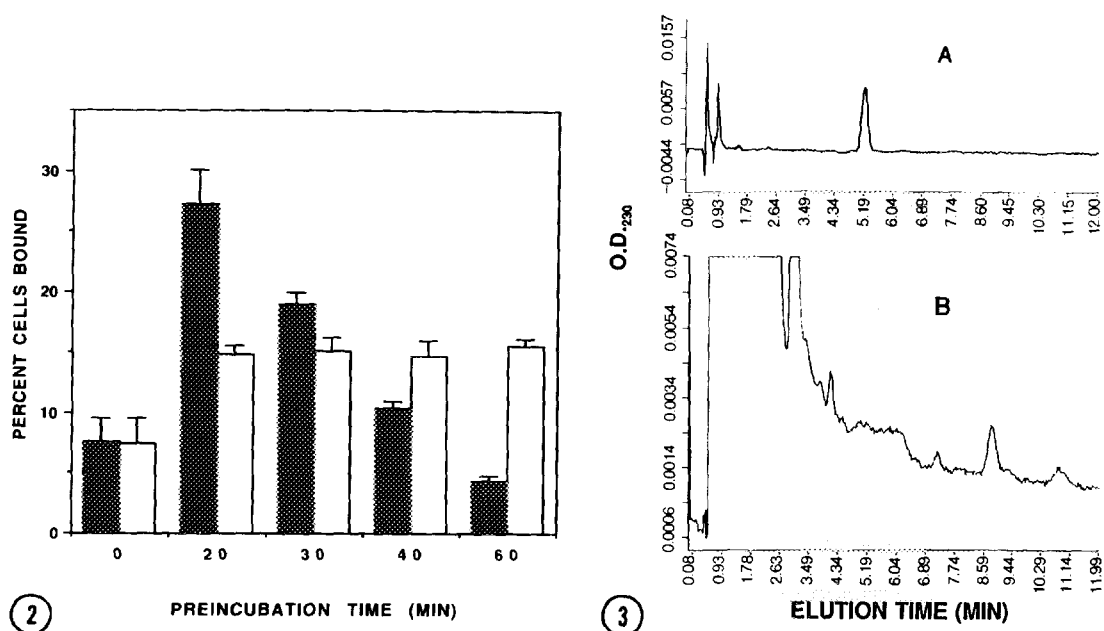 PERCENT CELLS BOUND
30
20
10
0
0 20 30 40 60
2 PREINCUBATION TIME (MIN)
A
O.D.230
0.0157
0.0057
-0.0044
0.08 0.93 1.79 2.64 3.49 4.34 5.19 6.04 6.89 7.74 8.60 9.45 10.30 11.15 12.00
B
0.0074
0.0054
0.0034
0.0014
0.0006
0.08 0.93 1.78 2.63 3.49 4.34 5.19 6.04 6.89 7.74 8.59 9.44 10.29 11.14 11.99
3 ELUTION TIME (MIN)